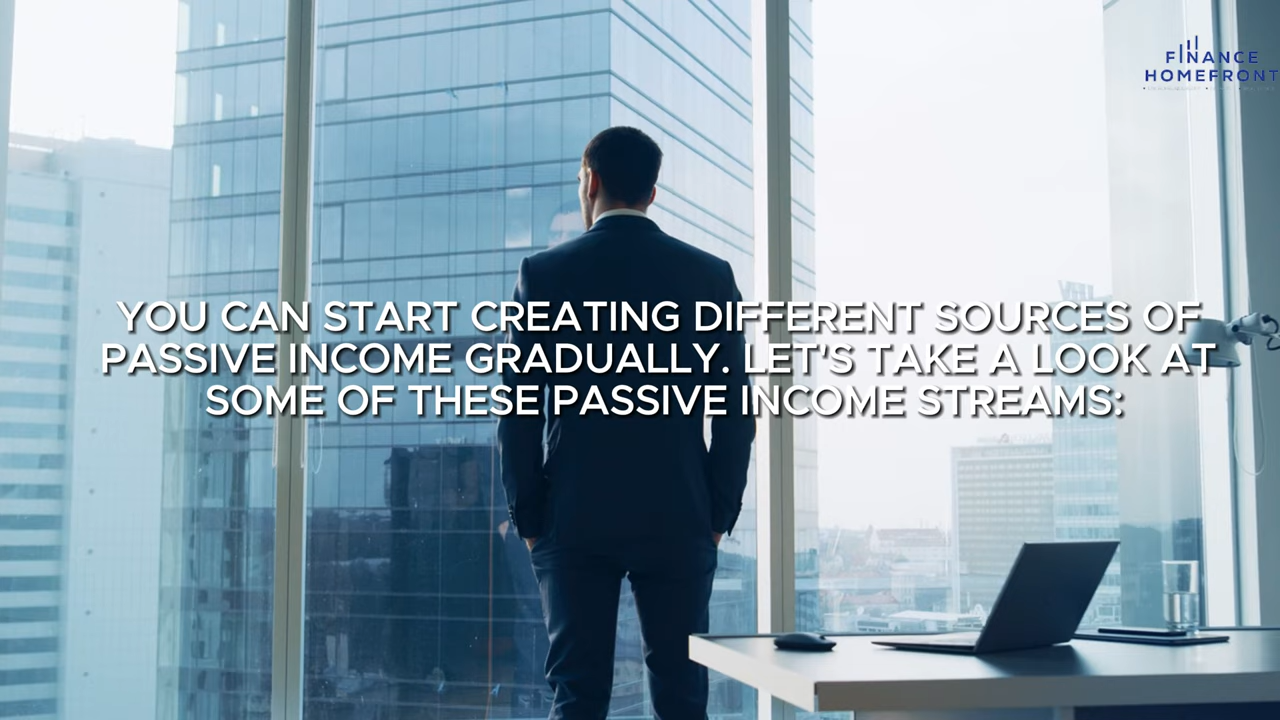 FINANCE
HOMEFRONT
YOU CAN START CREATING DIFFERENT SOURCES OF
PASSIVE INCOME GRADUALLY. LET'S TAKE A LOOK AT
SOME OF THESE PASSIVE INCOME STREAMS: